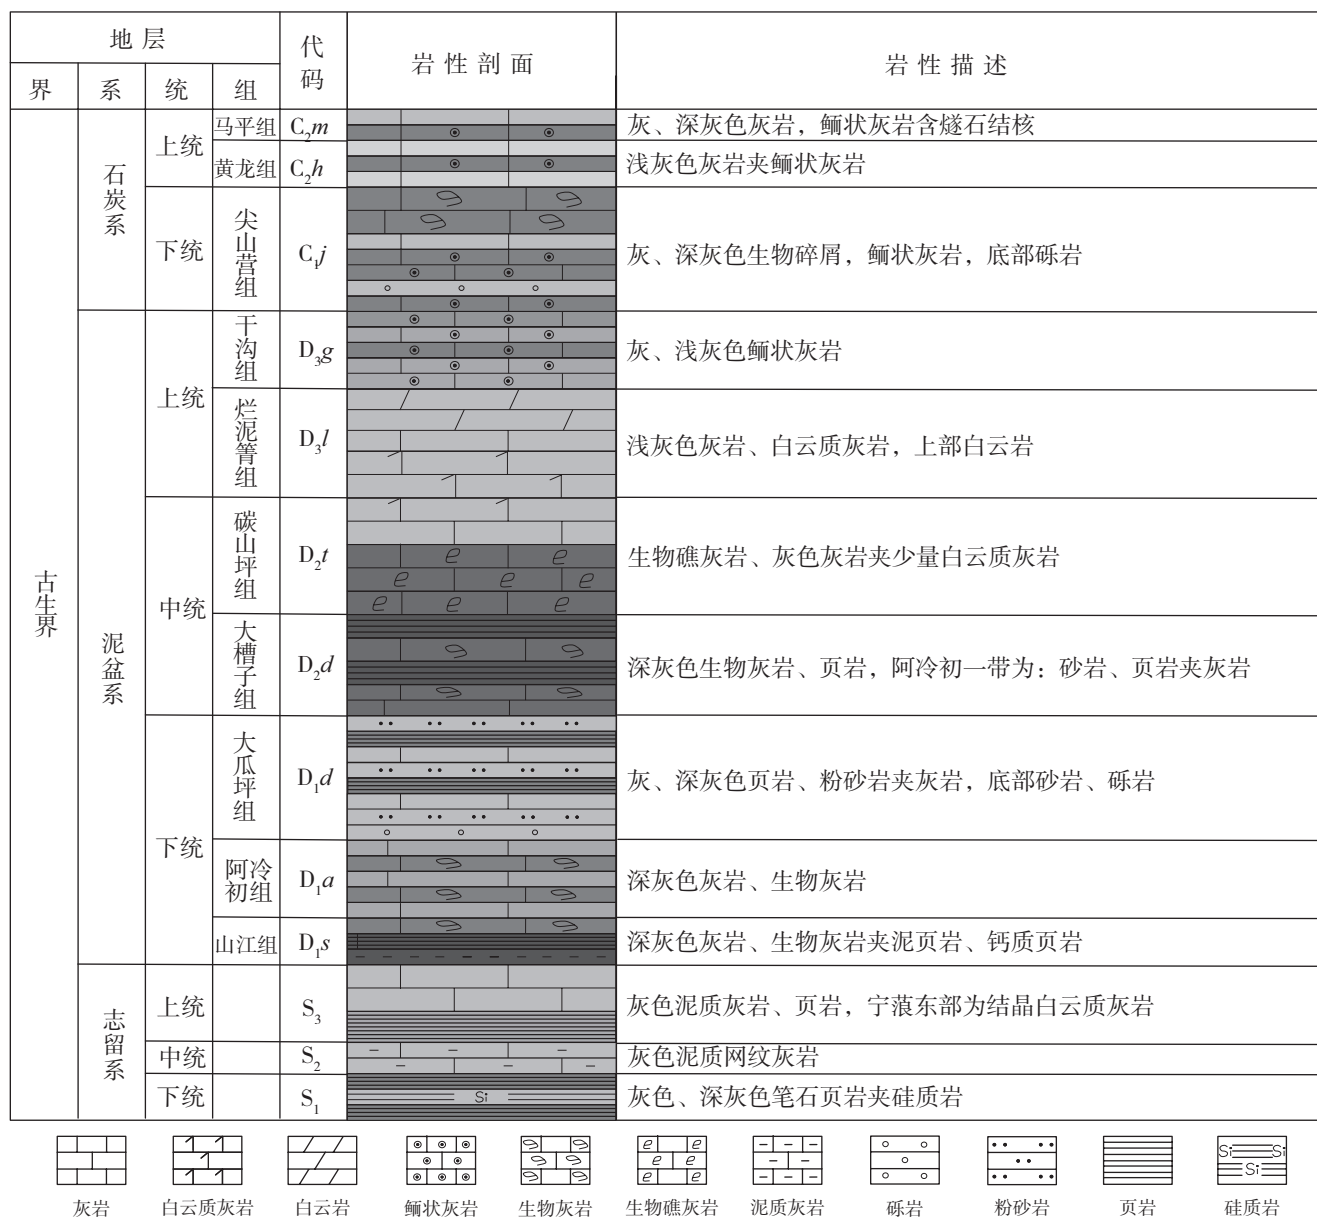 地 层
代码
岩 性 剖 面
岩 性 描 述
界 系 统 组
古生界
石炭系
上统
马平组 C₂m 灰、深灰色灰岩，鲕状灰岩含燧石结核
黄龙组 C₂h 浅灰色灰岩夹鲕状灰岩
下统
尖山营组 C₁j 灰、深灰色生物碎屑，鲕状灰岩，底部砾岩
泥盆系
上统
干沟组 D₃g 灰、浅灰色鲕状灰岩
烂泥箐组 D₃l 浅灰色灰岩、白云质灰岩，上部白云岩
中统
碳山坪组 D₂t 生物礁灰岩、灰色灰岩夹少量白云质灰岩
大槽子组 D₂d 深灰色生物灰岩、页岩，阿冷初一带为：砂岩、页岩夹灰岩
下统
大瓜坪组 D₁d 灰、深灰色页岩、粉砂岩夹灰岩，底部砂岩、砾岩
阿冷初组 D₁a 深灰色灰岩、生物灰岩
山江组 D₁s 深灰色灰岩、生物灰岩夹泥页岩、钙质页岩
志留系
上统 S₃ 灰色泥质灰岩、页岩，宁蒗东部为结晶白云质灰岩
中统 S₂ 灰色泥质网纹灰岩
下统 S₁ Si 灰色、深灰色笔石页岩夹硅质岩
Si Si
Si
灰岩 白云质灰岩 白云岩 鲕状灰岩 生物灰岩 生物礁灰岩 泥质灰岩 砾岩 粉砂岩 页岩 硅质岩